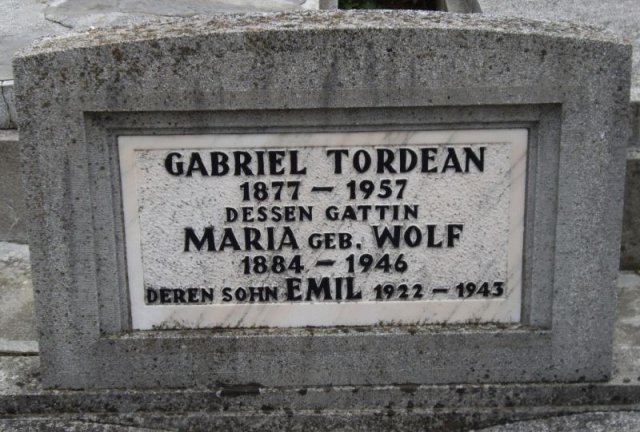 GABRIEL TORDEAN
1877 – 1957
DESSEN GATTIN
MARIA GEB. WOLF
1884 – 1946
DEREN SOHN EMIL 1922 – 1943